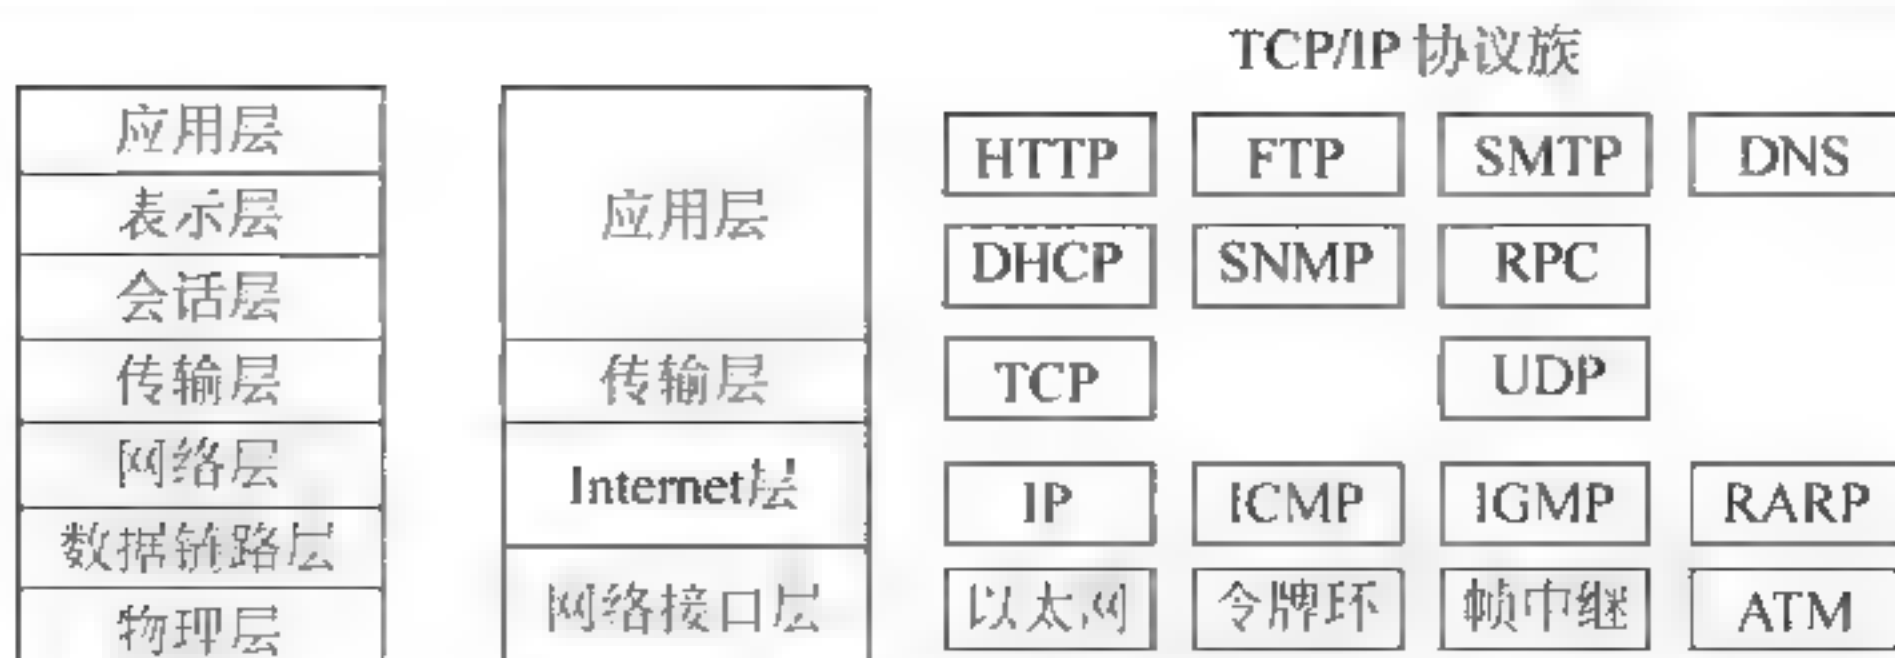 TCP/IP 协议族
应用层
表示层
会话层
传输层
网络层
数据链路层
物理层
应用层
传输层
Internet层
网络接口层
HTTP FTP SMTP DNS
DHCP SNMP RPC
TCP UDP
IP ICMP IGMP RARP
以太网 令牌环 帧中继 ATM